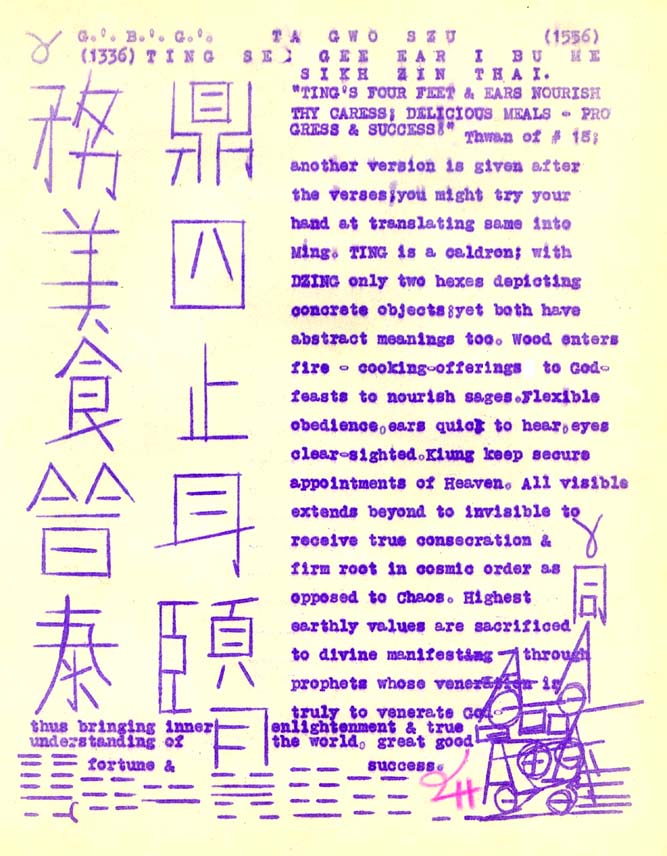 G.'. B.'. G.'. TA GWO SZU (1556)
(1336) TING GEE EAR I BU ME
SIKH ZIN THAI.
鼎四止耳頤
務美食晉泰
"TING'S FOUR FEET & EARS NOURISH
THY CARESS; DELICIOUS MEALS - PRO
GRESS & SUCCESS!" Thwan of # 15;
another version is given after
the verses;you might try your
hand at translating same into
Ming. TING is a caldron; with
DZING only two hexes depicting
concrete objects;yet both have
abstract meanings too. Wood enters
fire - cooking-offerings to God-
feasts to nourish sages.Flexible
obedience,ears quick to hear,eyes
clear-sighted.Kiung keep secure
appointments of Heaven. All visible
extends beyond to invisible to
receive true consecration &
firm root in cosmic order as
opposed to Chaos. Highest
earthly values are sacrificed
to divine manifesting - through
prophets whose veneration is
truly to venerate God-
thus bringing inner enlightenment & true
understanding of the world. great good
fortune & success.